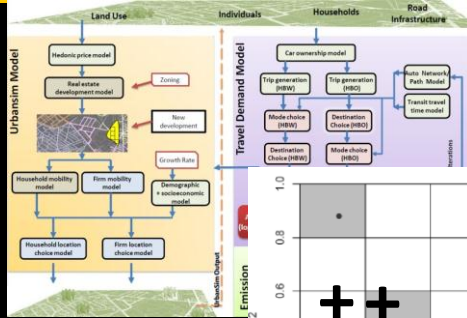 Land Use
Individuals
Households
Road
Infrastructure
Urbansim Model
Hedonic price model
Real estate
development model
Zoning
New
development
Growth Rate
Household mobility
model
Firm mobility
model
Demographic
+ socioeconomic
model
Household location
choice model
Firm location
choice model
UrbanSim Output
Travel Demand Model
Car ownership model
Trip generation
(HBW)
Trip generation
(HBO)
Auto Network/
Path Model
Transit travel
time model
Mode choice
(HBW)
Destination
Choice (HBO)
Destination
Choice (HBW)
Mode choice
(HBO)
Emission
1.0
0.8
0.6